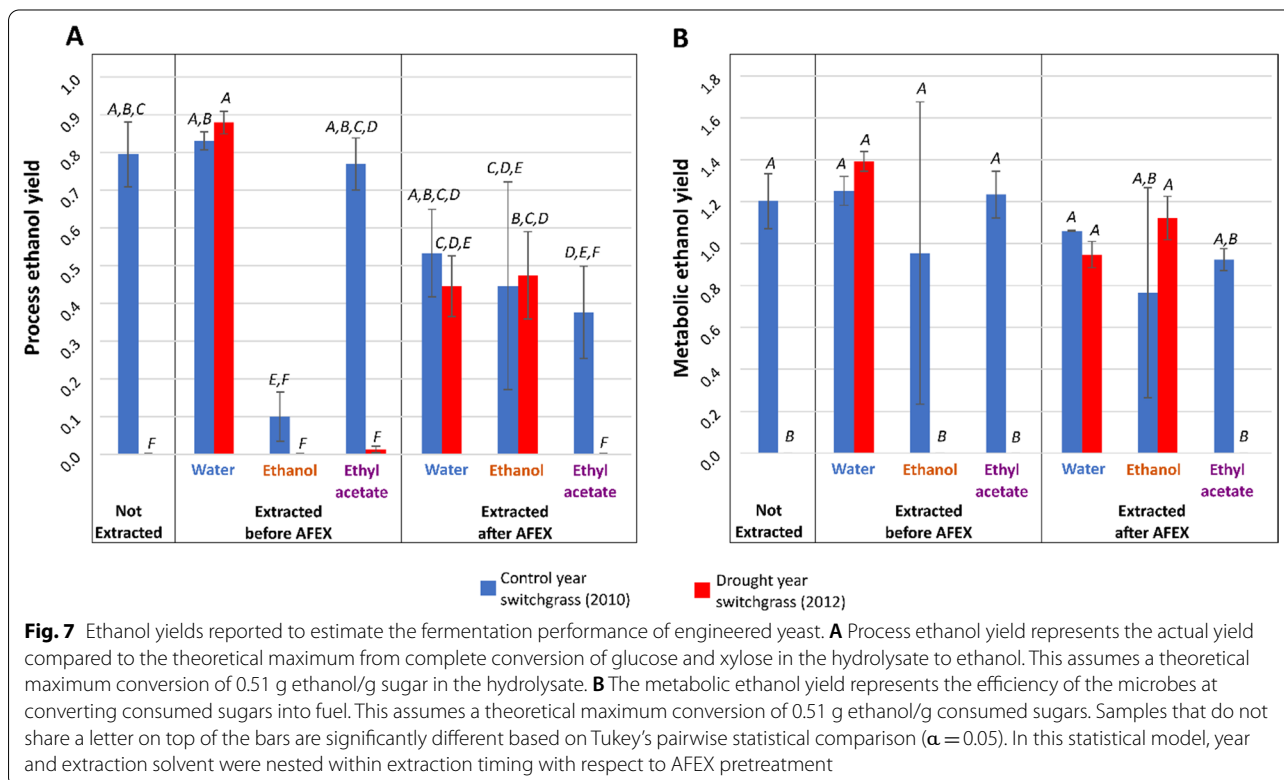 A
Process ethanol yield
1.0
0.9
0.8
0.7
0.6
0.5
0.4
0.3
0.2
0.1
0.0
A,B,C
F
A,B
A
E,F
F
A,B,C,D
F
A,B,C,D
C,D,E
C,D,E
B,C,D
D,E,F
F
Water Ethanol Ethyl
acetate
Water Ethanol Ethyl
acetate
Not
Extracted
Extracted
before AFEX
Extracted
after AFEX
B
Metabolic ethanol yield
1.8
1.6
1.4
1.2
1.0
0.8
0.6
0.4
0.2
0.0
A
B
A
A
A
B
A
B
A
A
A,B
A
A,B
B
Water Ethanol Ethyl
acetate
Water Ethanol Ethyl
acetate
Not
Extracted
Extracted
before AFEX
Extracted
after AFEX
Control year
switchgrass (2010)
Drought year
switchgrass (2012)
Fig. 7 Ethanol yields reported to estimate the fermentation performance of engineered yeast. A Process ethanol yield represents the actual yield
compared to the theoretical maximum from complete conversion of glucose and xylose in the hydrolysate to ethanol. This assumes a theoretical
maximum conversion of 0.51 g ethanol/g sugar in the hydrolysate. B The metabolic ethanol yield represents the efficiency of the microbes at
converting consumed sugars into fuel. This assumes a theoretical maximum conversion of 0.51 g ethanol/g consumed sugars. Samples that do not
share a letter on top of the bars are significantly different based on Tukey's pairwise statistical comparison (α = 0.05). In this statistical model, year
and extraction solvent were nested within extraction timing with respect to AFEX pretreatment